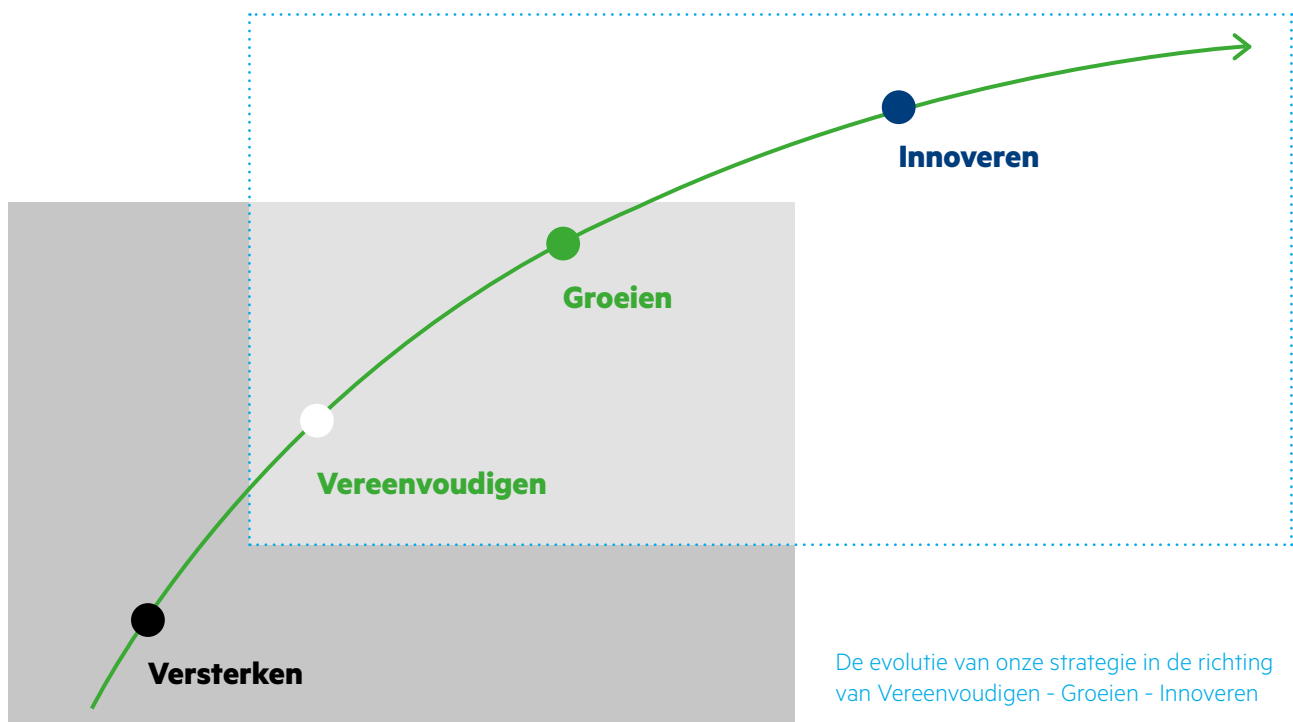 Innoveren
Groeien
Vereenvoudigen
Versterken
De evolutie van onze strategie in de richting
van Vereenvoudigen - Groeien - Innoveren